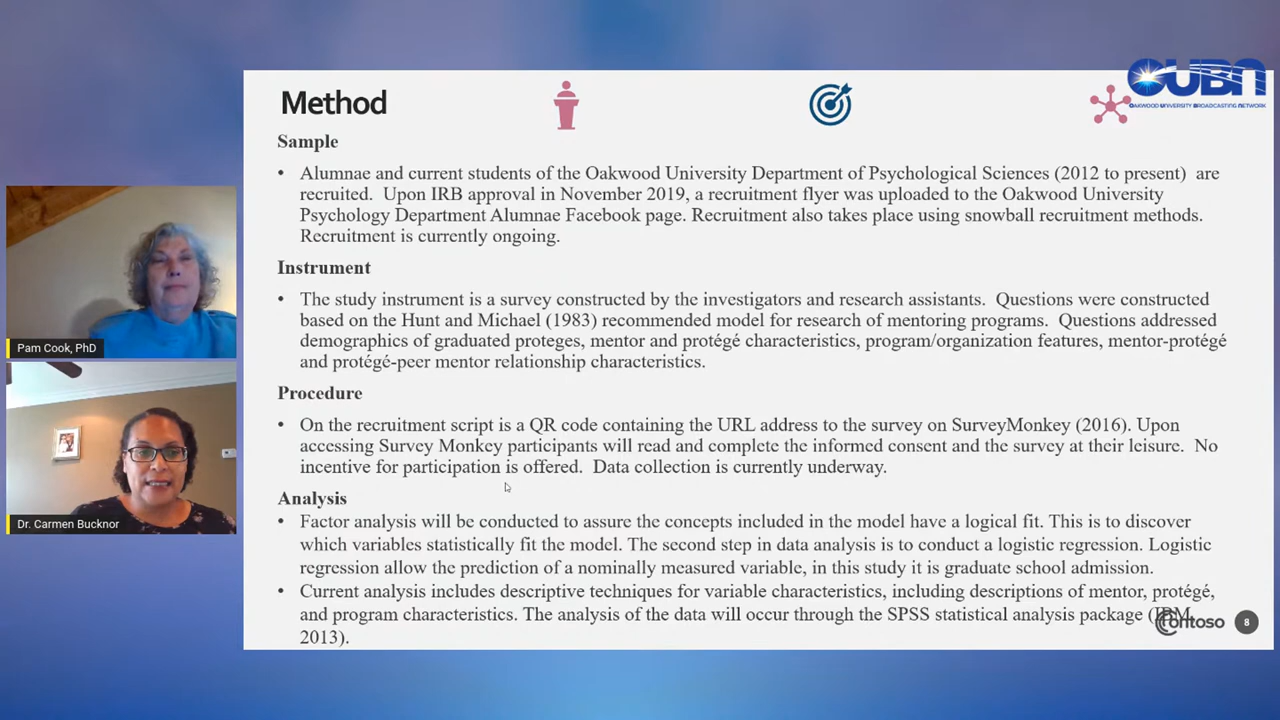 OUBN
OAKWOOD UNIVERSITY BROADCASTING NETWORK
Method
Sample
• Alumnae and current students of the Oakwood University Department of Psychological Sciences (2012 to present) are
recruited. Upon IRB approval in November 2019, a recruitment flyer was uploaded to the Oakwood University
Psychology Department Alumnae Facebook page. Recruitment also takes place using snowball recruitment methods.
Recruitment is currently ongoing.
Instrument
• The study instrument is a survey constructed by the investigators and research assistants. Questions were constructed
based on the Hunt and Michael (1983) recommended model for research of mentoring programs. Questions addressed
demographics of graduated proteges, mentor and protégé characteristics, program/organization features, mentor-protégé
and protégé-peer mentor relationship characteristics.
Procedure
• On the recruitment script is a QR code containing the URL address to the survey on SurveyMonkey (2016). Upon
accessing Survey Monkey participants will read and complete the informed consent and the survey at their leisure. No
incentive for participation is offered. Data collection is currently underway.
Analysis
• Factor analysis will be conducted to assure the concepts included in the model have a logical fit. This is to discover
which variables statistically fit the model. The second step in data analysis is to conduct a logistic regression. Logistic
regression allow the prediction of a nominally measured variable, in this study it is graduate school admission.
• Current analysis includes descriptive techniques for variable characteristics, including descriptions of mentor, protégé,
and program characteristics. The analysis of the data will occur through the SPSS statistical analysis package (IBM,
2013).
Contoso
8
Pam Cook, PhD
Dr. Carmen Bucknor